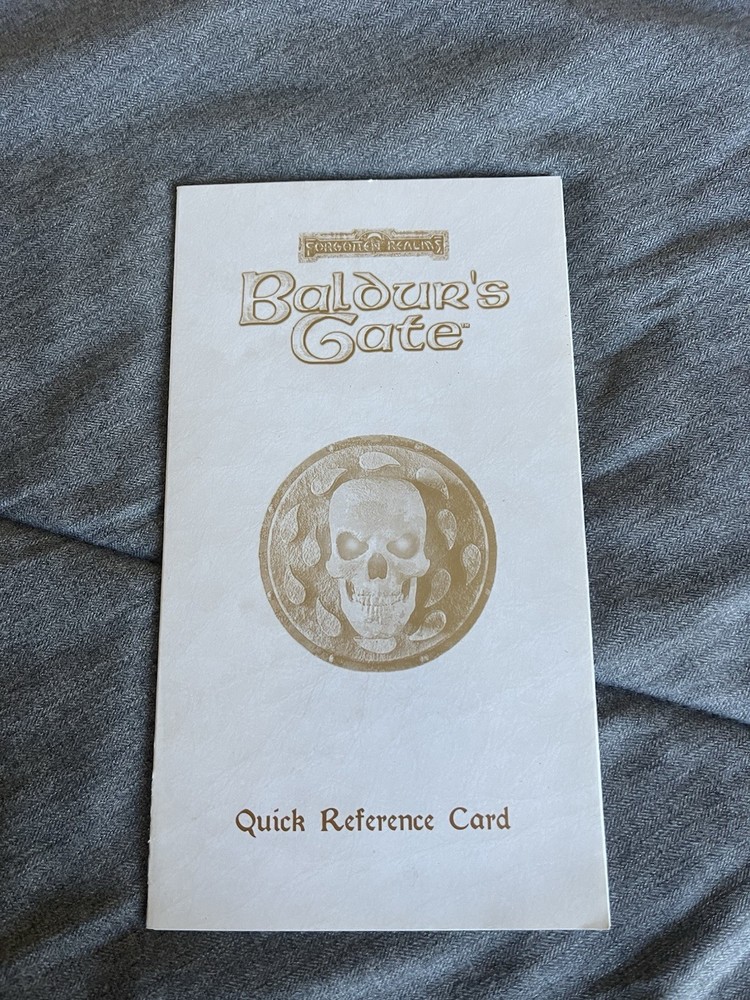 FORGOTTEN REALMS
Baldur's
Gate™
Quick Reference Card